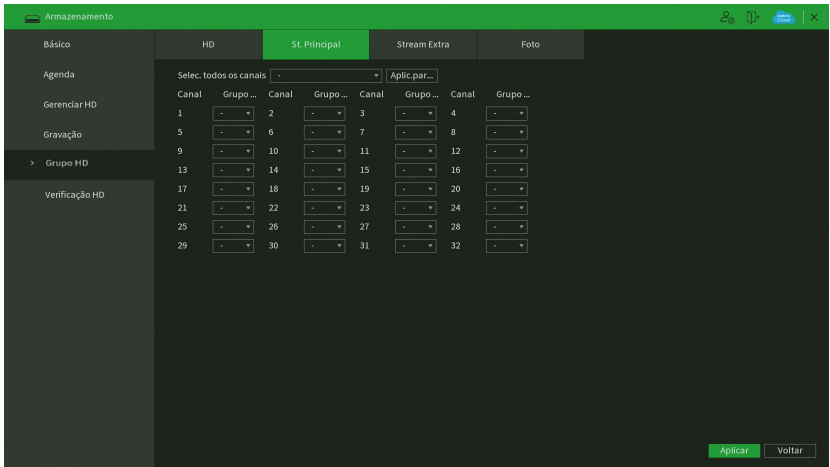 Armazenamento
Básico
HD St. Principal Stream Extra Foto
Agenda
Selec. todos os canais - Aplic.par...
Canal Grupo ... Canal Grupo ... Canal Grupo ... Canal Grupo ...
Gerenciar HD
1 - 2 - 3 - 4 -
Gravação
5 - 6 - 7 - 8 -
9 - 10 - 11 - 12 -
> Grupo HD
13 - 14 - 15 - 16 -
Verificação HD
17 - 18 - 19 - 20 -
21 - 22 - 23 - 24 -
25 - 26 - 27 - 28 -
29 - 30 - 31 - 32 -
Aplicar Voltar